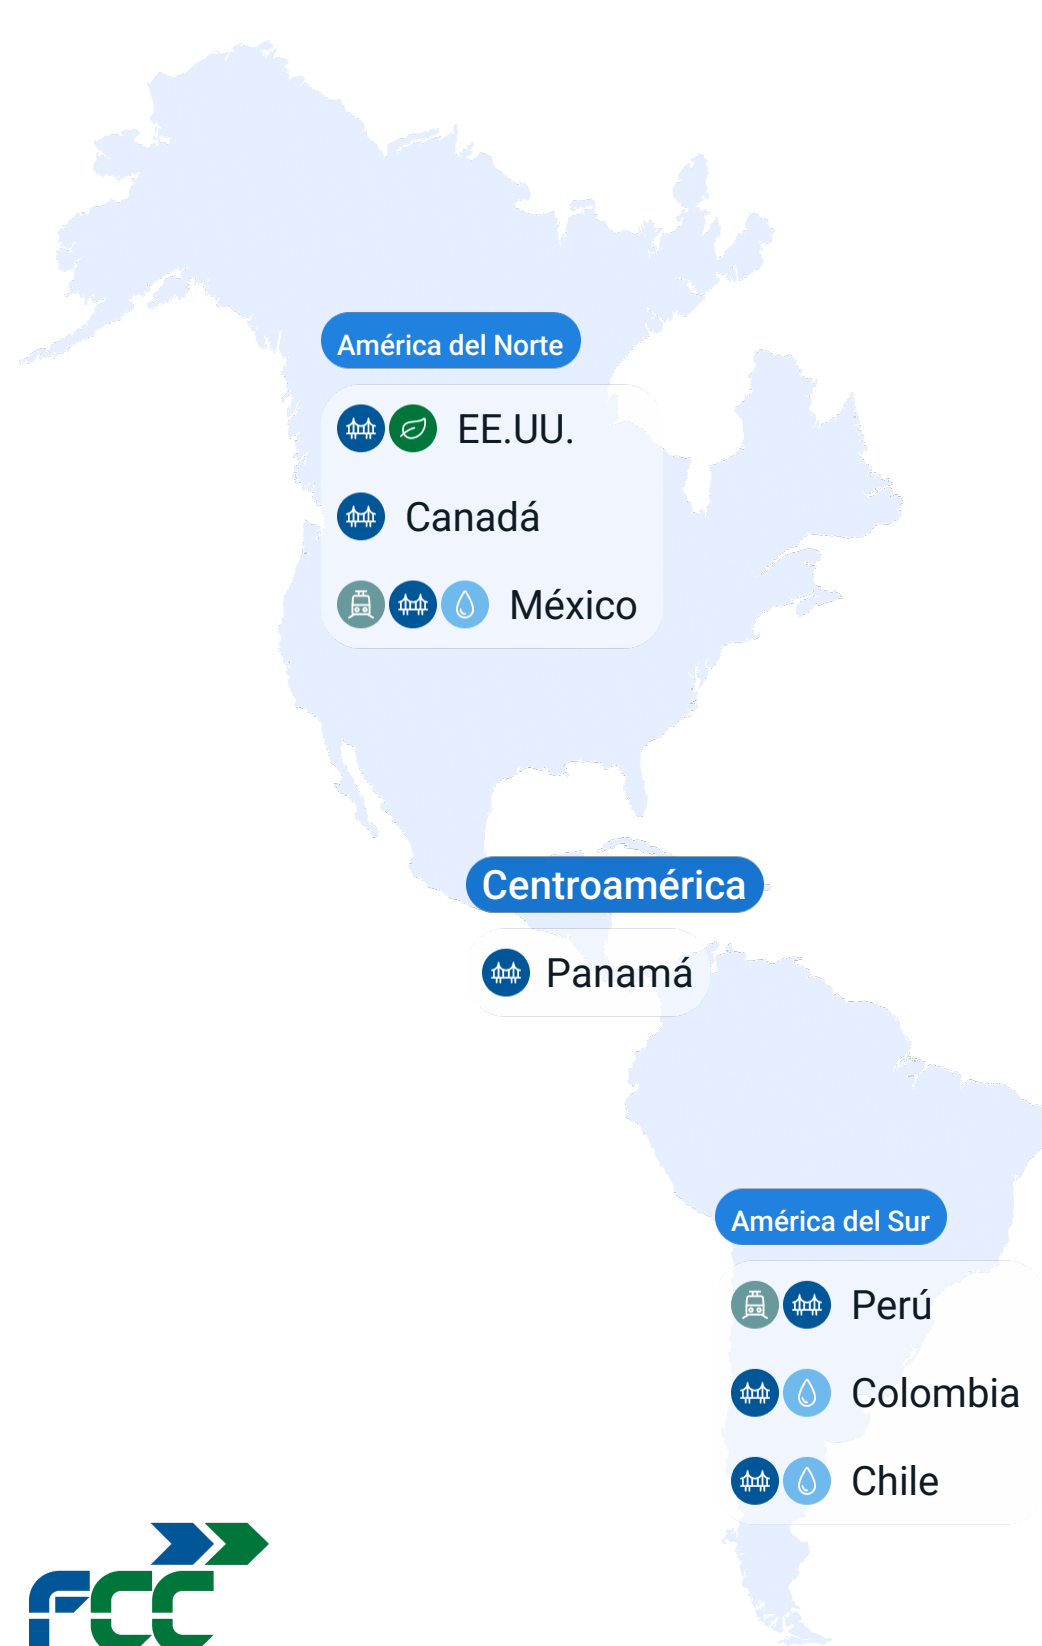 América del Norte
EE.UU.
Canadá
México
Centroamérica
Panamá
América del Sur
Perú
Colombia
Chile
FCC